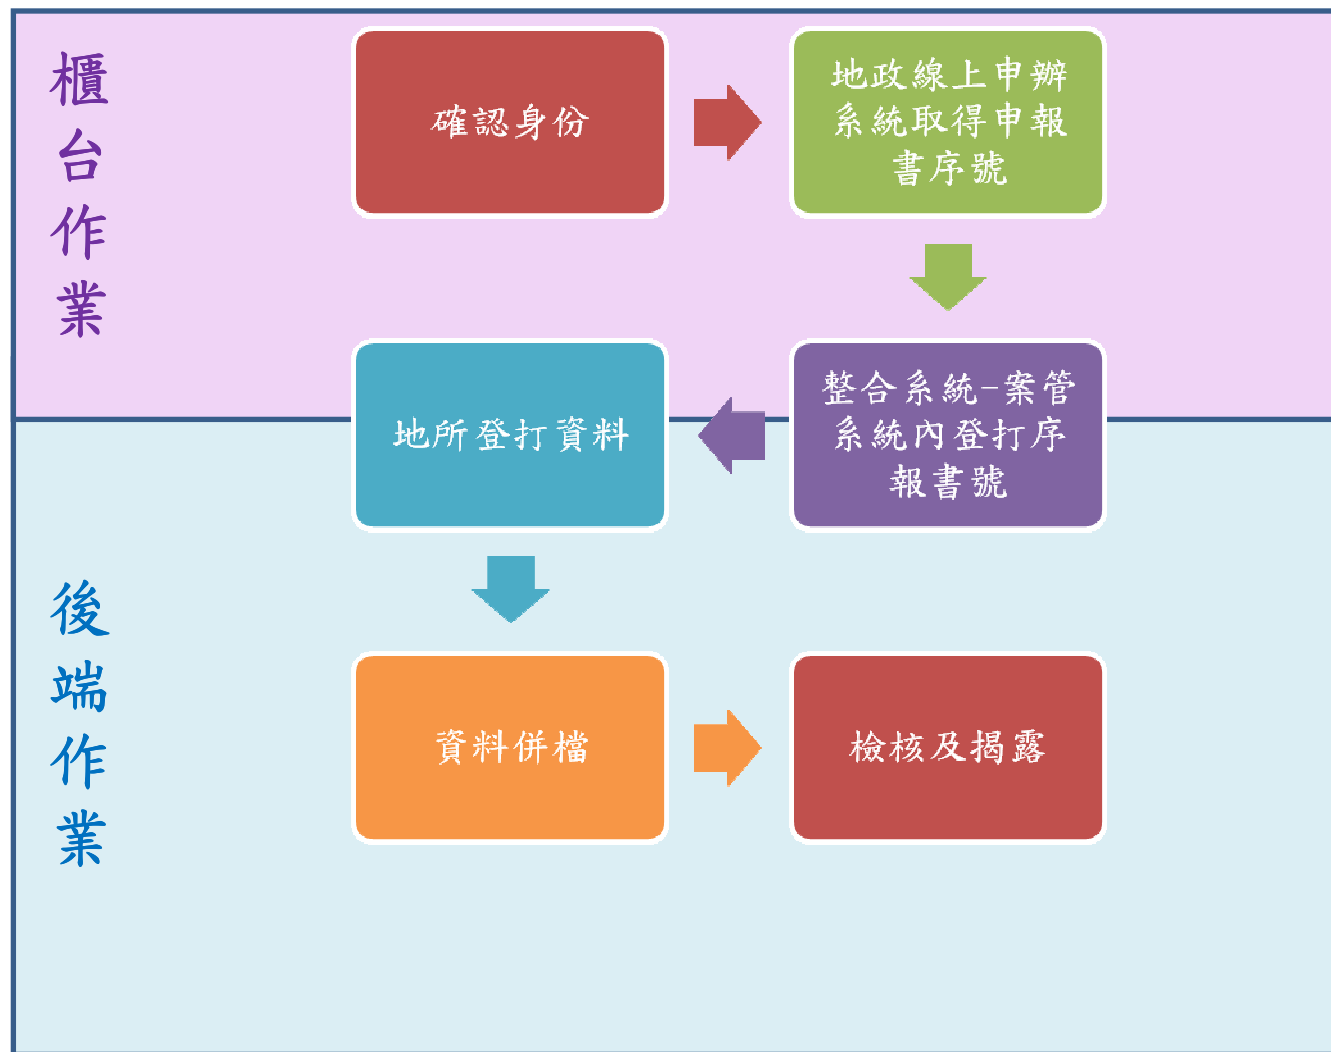 櫃台作業
確認身份
地政線上申辦
系統取得申報
書序號
整合系統-案管
系統內登打序
報書號
地所登打資料
後端作業
資料併檔
檢核及揭露